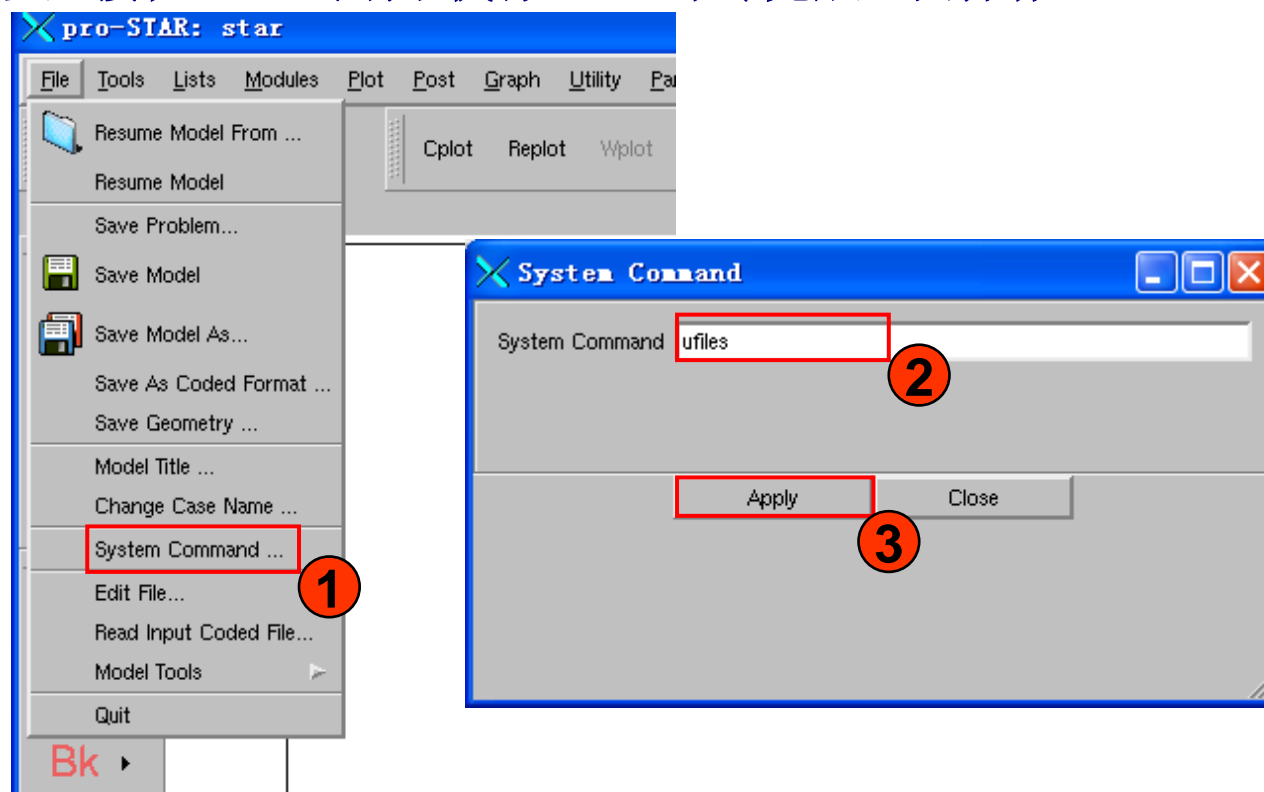 pro-STAR: star
File Tools Lists Modules Plot Post Graph Utility
Resume Model From ...
Cplot Replot Wplot
Resume Model
Save Problem...
Save Model
Save Model As...
Save As Coded Format ...
Save Geometry ...
Model Title ...
Change Case Name ...
System Command ...
1
Edit File...
Read Input Coded File...
Model Tools
Quit
Bk
System Command
System Command ufiles
2
Apply Close
3